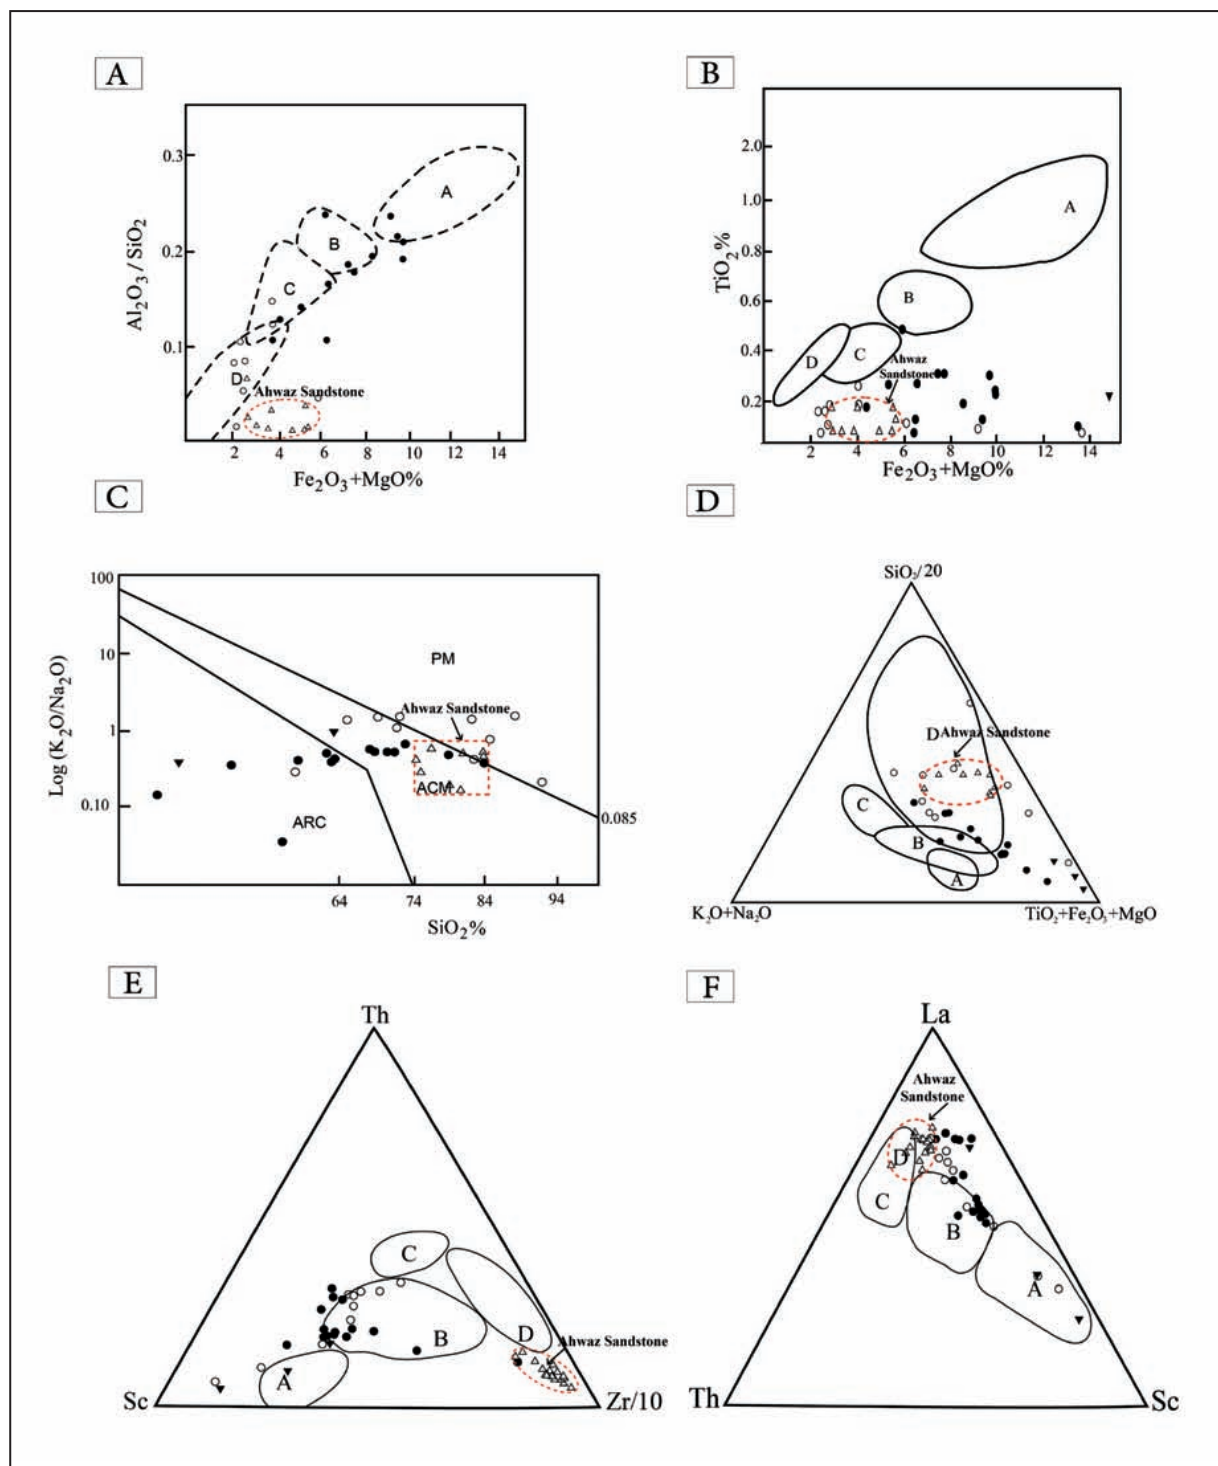 A
Al₂O₃ / SiO₂
0.3
0.2
0.1
A
B
C
D
Ahwaz Sandstone
2 4 6 8 10 12 14
Fe₂O₃+MgO%
B
TiO₂%
2.0
1.0
0.8
0.6
0.4
0.2
A
B
C
D
Ahwaz
Sandstone
2 4 6 8 10 12 14
Fe₂O₃+MgO%
C
Log (K₂O/Na₂O)
100
10
1
0.10
PM
Ahwaz Sandstone
ACM
ARC
0.085
64 74 84 94
SiO₂%
D
SiO₂/20
D
Ahwaz Sandstone
C
B
A
K₂O+Na₂O
TiO₂+Fe₂O₃+MgO
E
Th
C
B
D
Ahwaz Sandstone
A
Sc
Zr/10
F
La
Ahwaz
Sandstone
D
C
B
A
Th
Sc